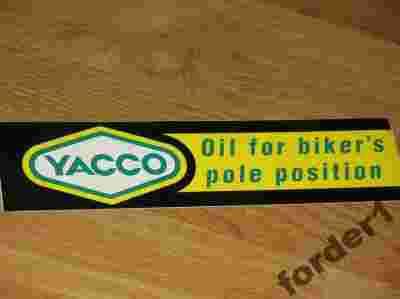 YACCO
Oil for biker's
pole position
forder1